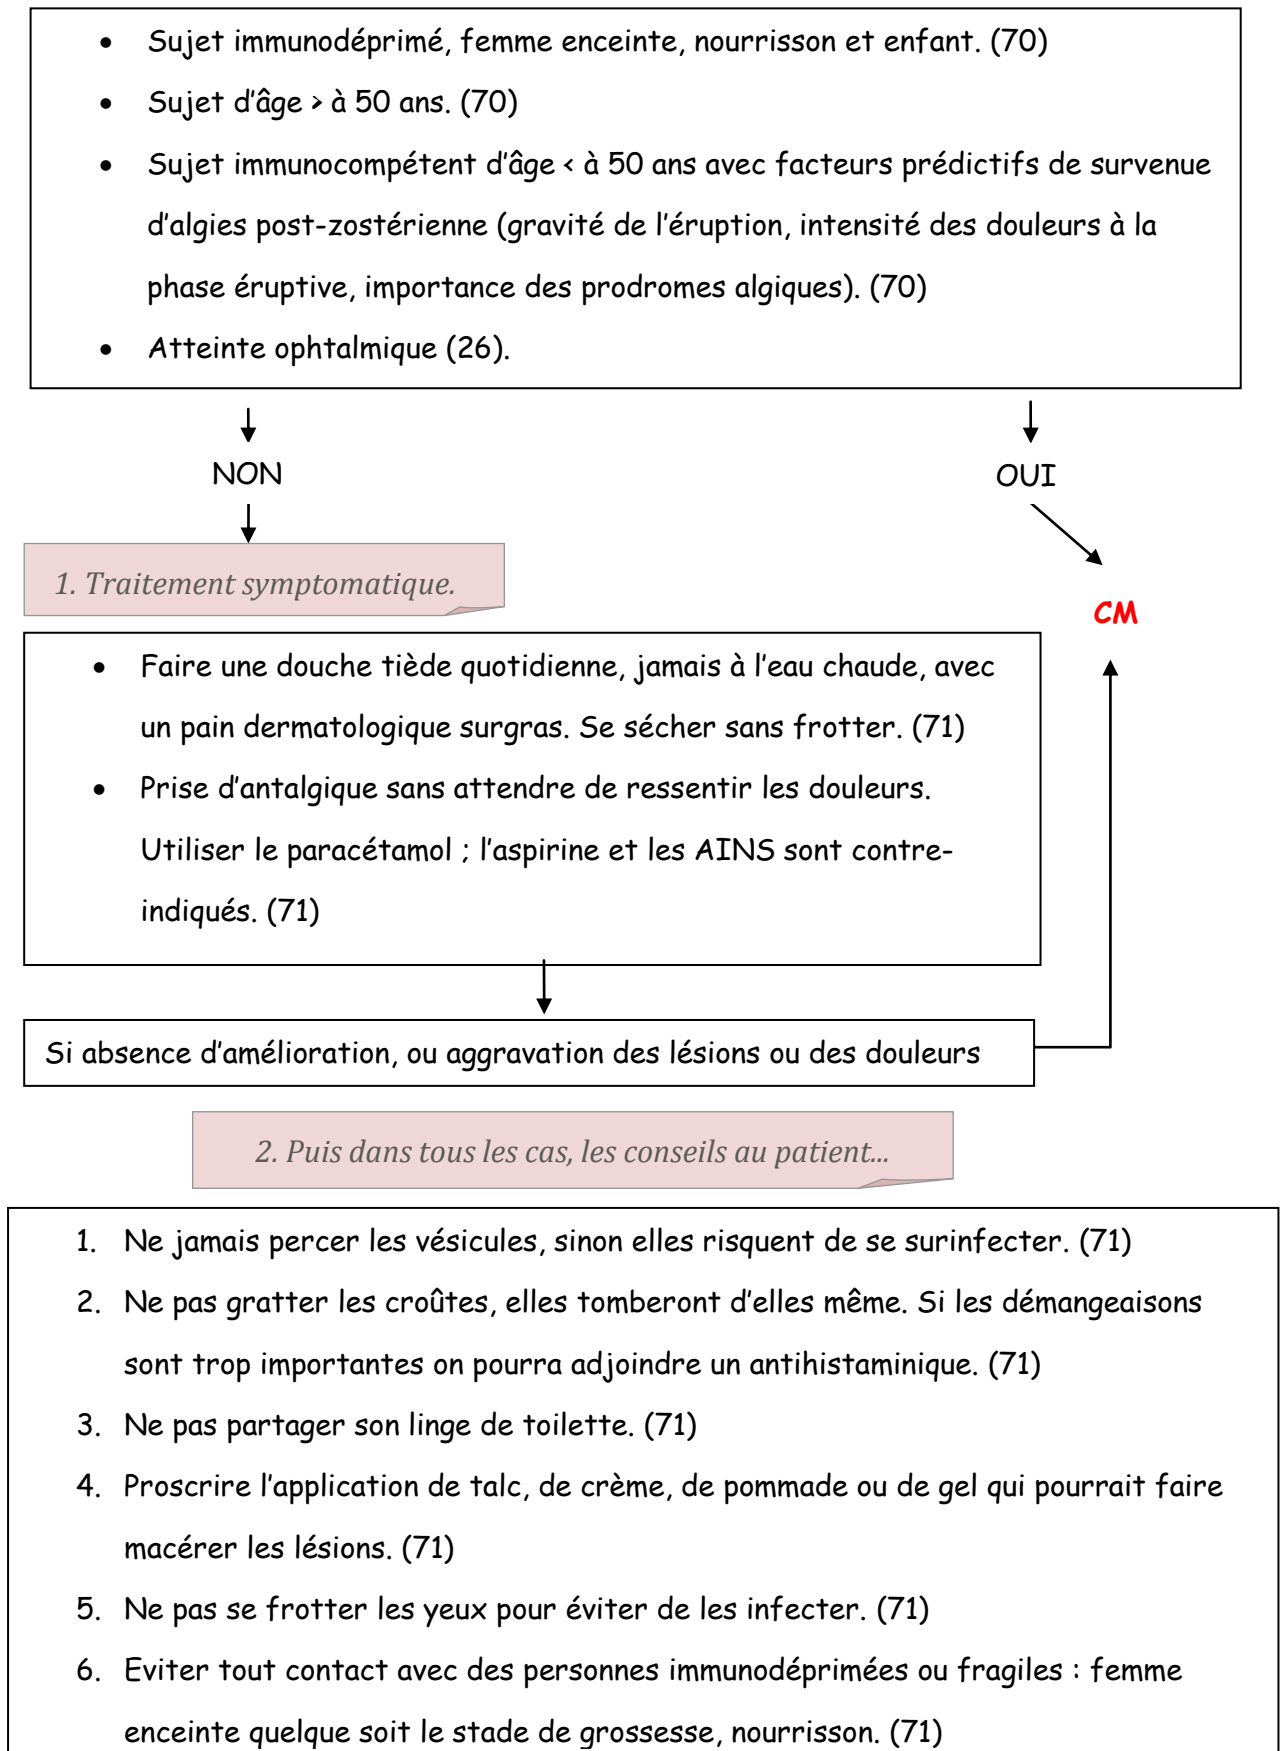 • Sujet immunodéprimé, femme enceinte, nourrisson et enfant. (70)
• Sujet d'âge > à 50 ans. (70)
• Sujet immunocompétent d'âge < à 50 ans avec facteurs prédictifs de survenue
d'algies post-zostérienne (gravité de l'éruption, intensité des douleurs à la
phase éruptive, importance des prodromes algiques). (70)
• Atteinte ophtalmique (26).
NON
OUI
1. Traitement symptomatique.
CM
• Faire une douche tiède quotidienne, jamais à l'eau chaude, avec
un pain dermatologique surgras. Se sécher sans frotter. (71)
• Prise d'antalgique sans attendre de ressentir les douleurs.
Utiliser le paracétamol ; l'aspirine et les AINS sont contre-
indiqués. (71)
Si absence d'amélioration, ou aggravation des lésions ou des douleurs
2. Puis dans tous les cas, les conseils au patient...
1. Ne jamais percer les vésicules, sinon elles risquent de se surinfecter. (71)
2. Ne pas gratter les croûtes, elles tomberont d'elles même. Si les démangeaisons
sont trop importantes on pourra adjoindre un antihistaminique. (71)
3. Ne pas partager son linge de toilette. (71)
4. Proscrire l'application de talc, de crème, de pommade ou de gel qui pourrait faire
macérer les lésions. (71)
5. Ne pas se frotter les yeux pour éviter de les infecter. (71)
6. Eviter tout contact avec des personnes immunodéprimées ou fragiles : femme
enceinte quelque soit le stade de grossesse, nourrisson. (71)